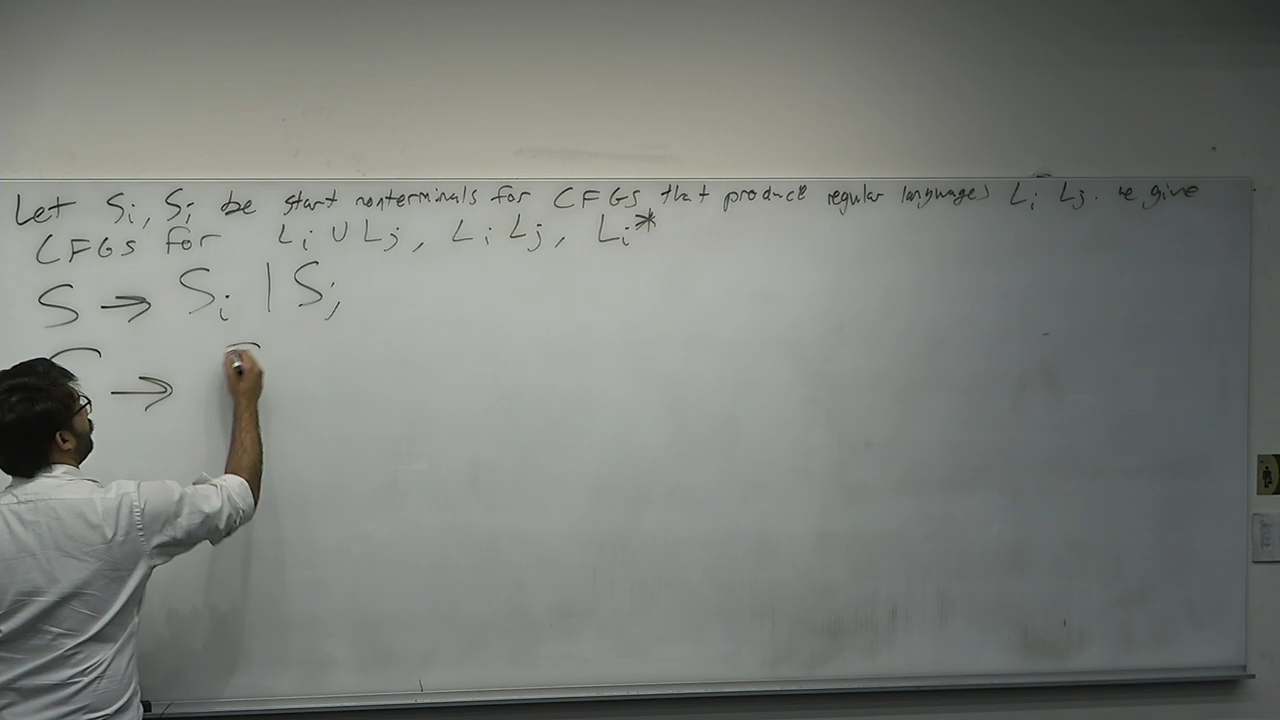 Let Si, Sj be start nonterminals for CFGS that produce regular languages Li Lj. we give
CFGS for Li ∪ Lj, Li Lj, Li*
S → Si | Sj
→